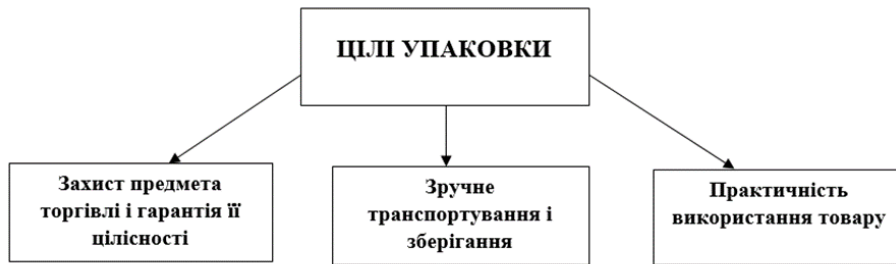 ЦІЛІ УПАКОВКИ
Захист предмета
торгівлі і гарантія її
цілісності
Зручне
транспортування і
зберігання
Практичність
використання товару